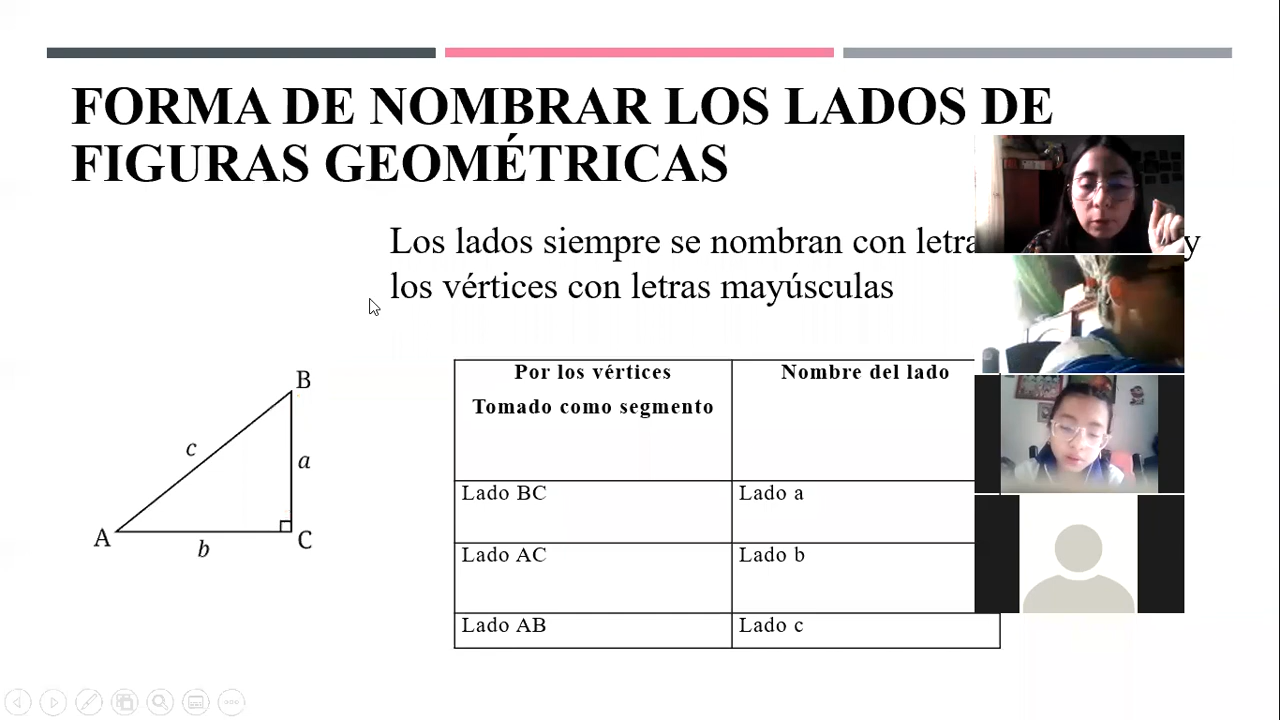 FORMA DE NOMBRAR LOS LADOS DE
FIGURAS GEOMÉTRICAS
Los lados siempre se nombran con y
los vértices con letras mayúsculas
B
c
a
A
b
C
Por los vértices
Tomado como segmento
Nombre del lado
Lado BC
Lado a
Lado AC
Lado b
Lado AB
Lado c